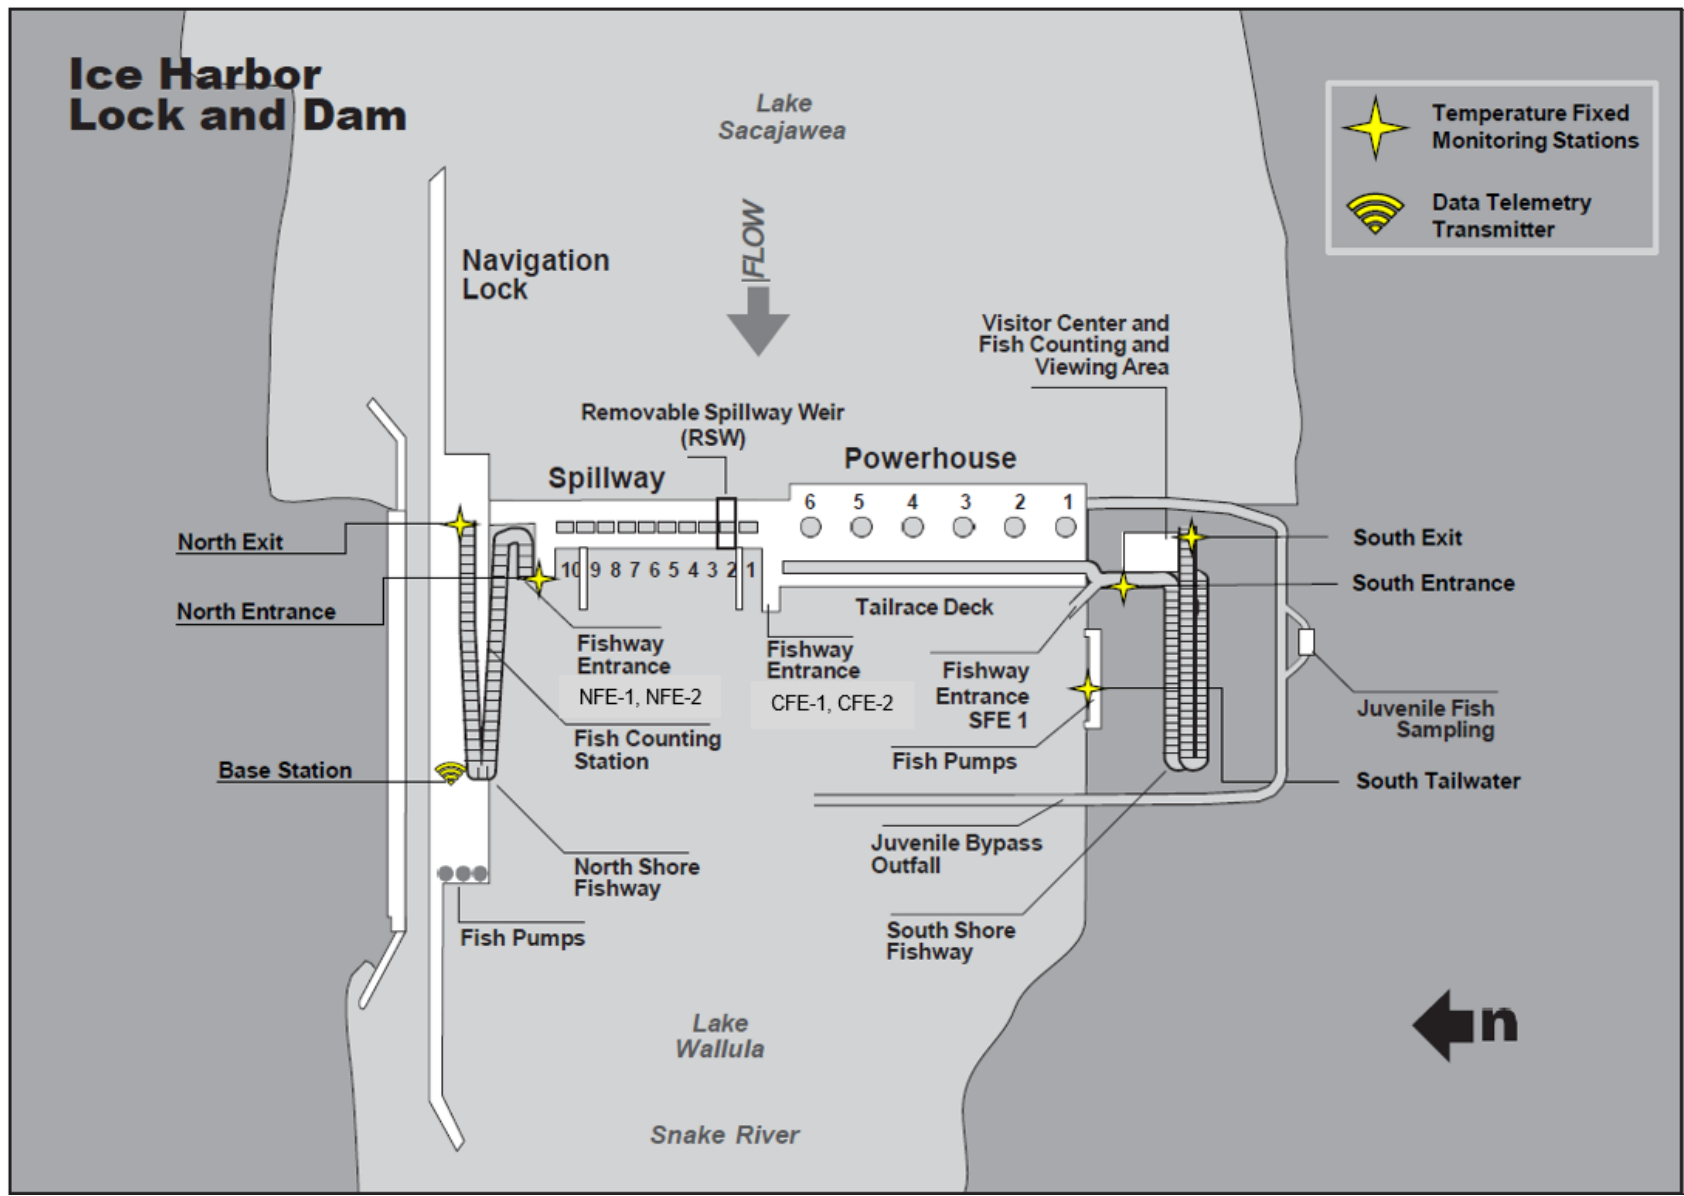 Ice Harbor
Lock and Dam
Lake
Sacajawea
FLOW
Temperature Fixed
Monitoring Stations
Data Telemetry
Transmitter
Navigation
Lock
Visitor Center and
Fish Counting and
Viewing Area
Removable Spillway Weir
(RSW)
Spillway
Powerhouse
6 5 4 3 2 1
North Exit
South Exit
10 9 8 7 6 5 4 3 2 1
South Entrance
North Entrance
Tailrace Deck
Fishway
Entrance
NFE-1, NFE-2
Fishway
Entrance
CFE-1, CFE-2
Fishway
Entrance
SFE 1
Juvenile Fish
Sampling
Fish Counting
Station
Fish Pumps
Base Station
South Tailwater
Juvenile Bypass
Outfall
North Shore
Fishway
South Shore
Fishway
Fish Pumps
Lake
Wallula
n
Snake River